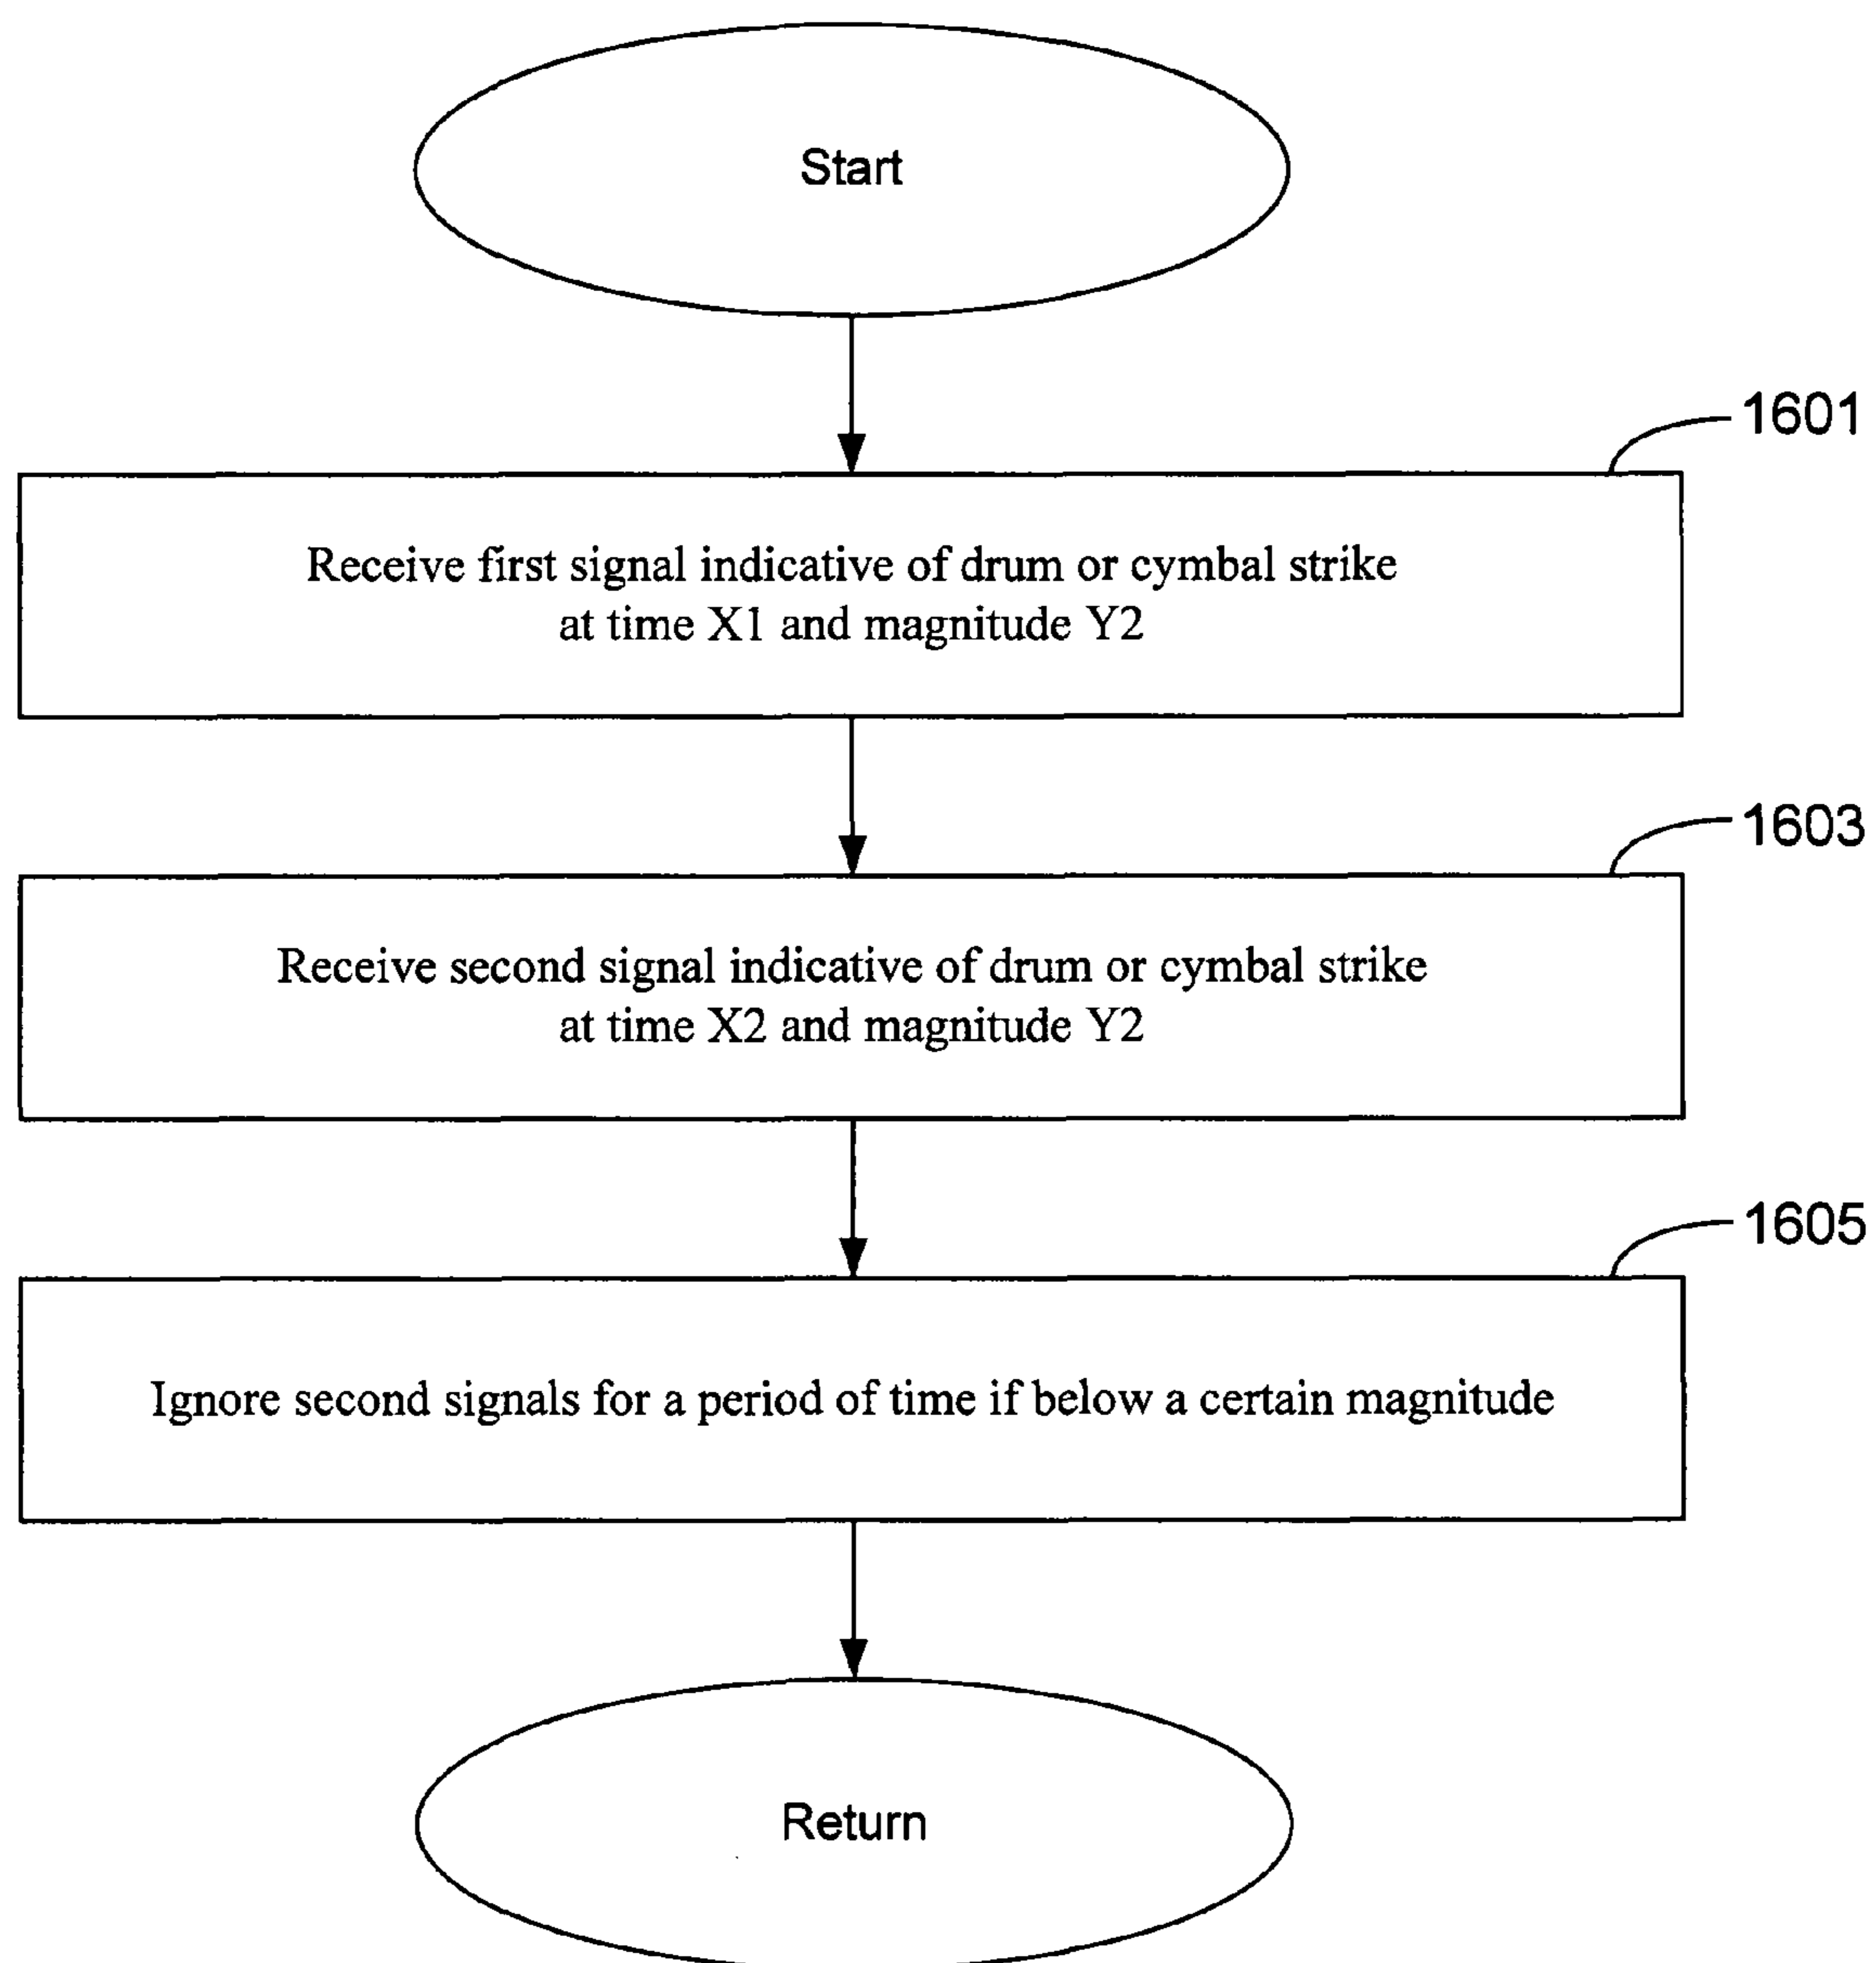 Start
1601
Receive first signal indicative of drum or cymbal strike
at time X1 and magnitude Y2
1603
Receive second signal indicative of drum or cymbal strike
at time X2 and magnitude Y2
1605
Ignore second signals for a period of time if below a certain magnitude
Return